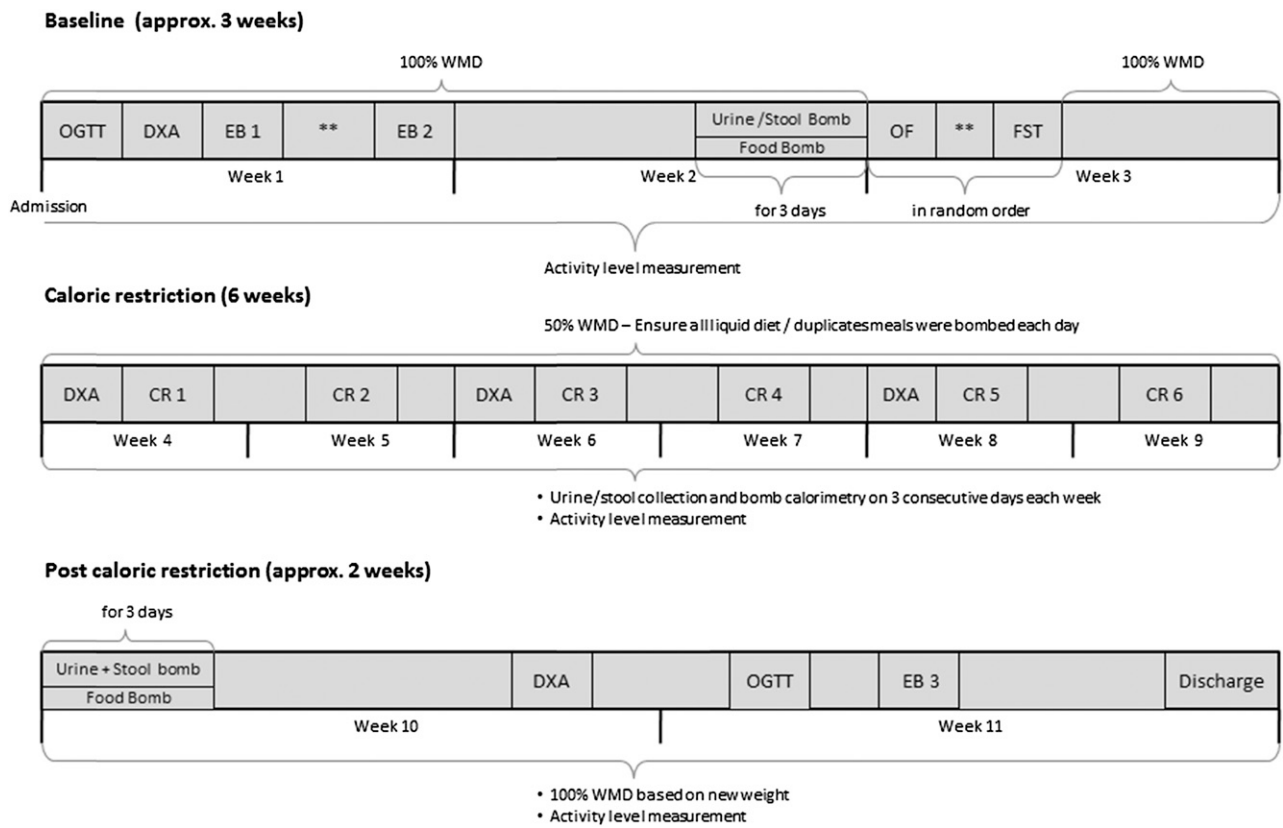 Baseline (approx. 3 weeks)
100% WMD
100% WMD
OGTT DXA EB 1 ** EB 2 Urine /Stool Bomb OF ** FST
Food Bomb
Week 1 Week 2 Week 3
Admission
for 3 days in random order
Activity level measurement
Caloric restriction (6 weeks)
50% WMD – Ensure alll liquid diet / duplicates meals were bombed each day
DXA CR 1 CR 2 DXA CR 3 CR 4 DXA CR 5 CR 6
Week 4 Week 5 Week 6 Week 7 Week 8 Week 9
• Urine/stool collection and bomb calorimetry on 3 consecutive days each week
• Activity level measurement
Post caloric restriction (approx. 2 weeks)
for 3 days
Urine + Stool bomb
Food Bomb
DXA OGTT EB 3 Discharge
Week 10 Week 11
• 100% WMD based on new weight
• Activity level measurement